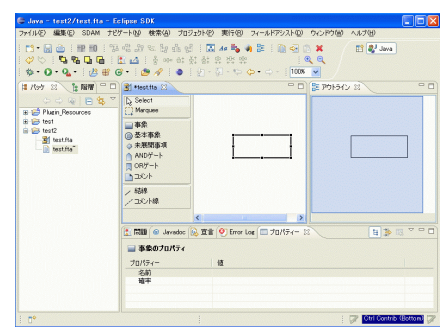 Java - test2/test.fta - Eclipse SDK
ファイル(F) 編集(E) SDAM ナビゲート(N) 検索(A) プロジェクト(P) 実行(R) フィールドアシスト(D) ウィンドウ(W) ヘルプ(H)
Java
100%
パッケ 階層
*test.fta
アウトライン
Plugin_Resources
test
test2
test.fta
test.fta~
Select
Marquee
事象
基本事象
未展開事項
ANDゲート
ORゲート
コメント
結線
コメント線
問題 Javadoc 宣言 Error Log プロパティー
事象のプロパティ
プロパティー 値
名前
確率
Ctrl Contrib (Bottom)